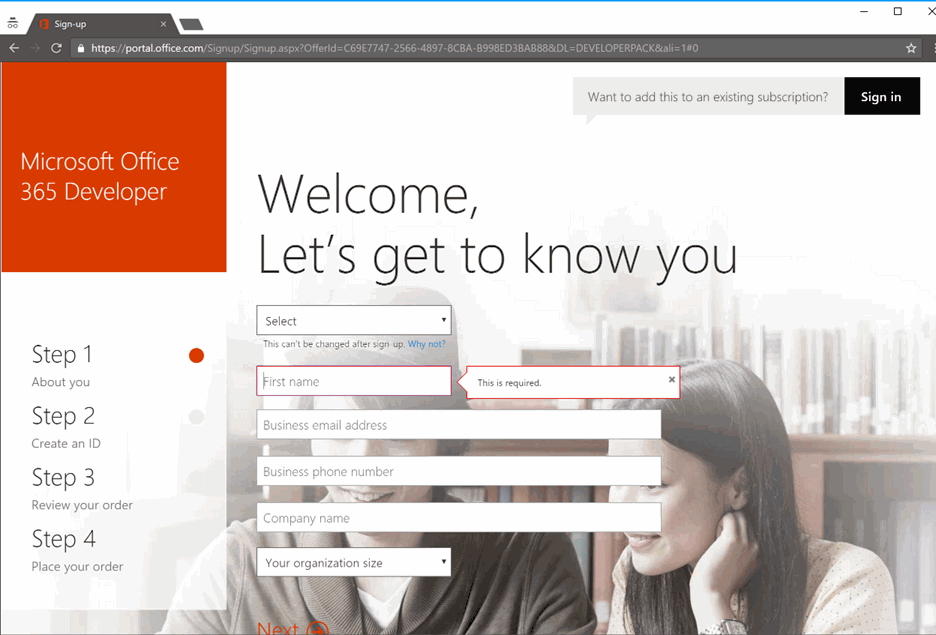 Sign-up
https://portal.office.com/Signup/Signup.aspx?OfferId=C69E7747-2566-4897-8CBA-B998ED3BAB88&DL=DEVELOPERPACK&ali=1#0
Want to add this to an existing subscription?
Sign in
Microsoft Office
365 Developer
Welcome,
Let's get to know you
Select
This can't be changed after sign-up. Why not?
First name
This is required.
Business email address
Business phone number
Company name
Your organization size
Next
Step 1
About you
Step 2
Create an ID
Step 3
Review your order
Step 4
Place your order